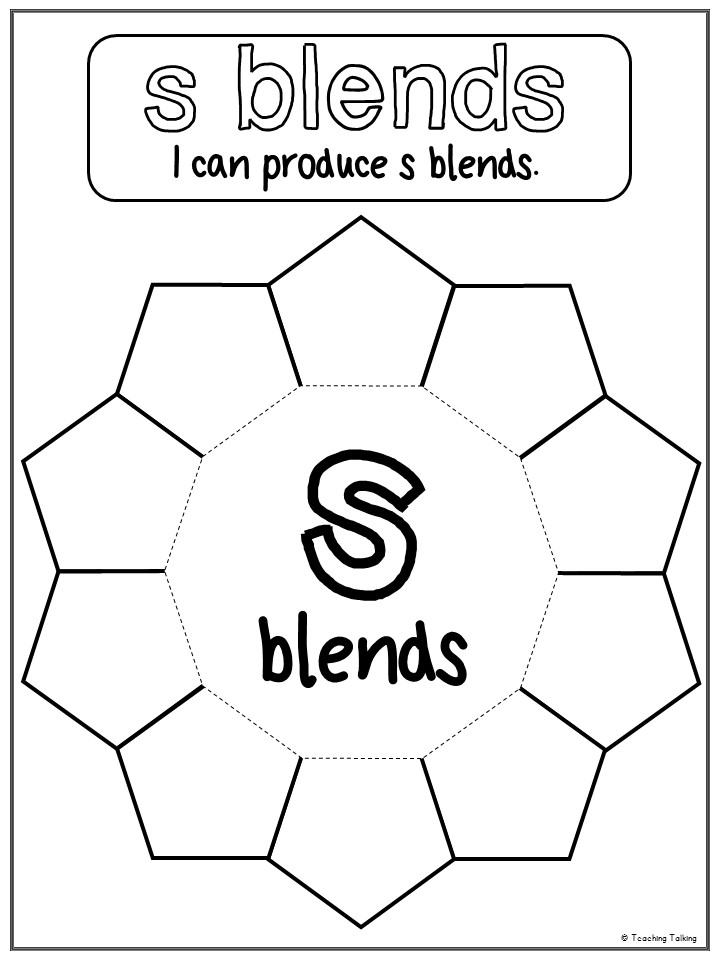 s blends
I can produce s blends.
s
blends
© Teaching Talking